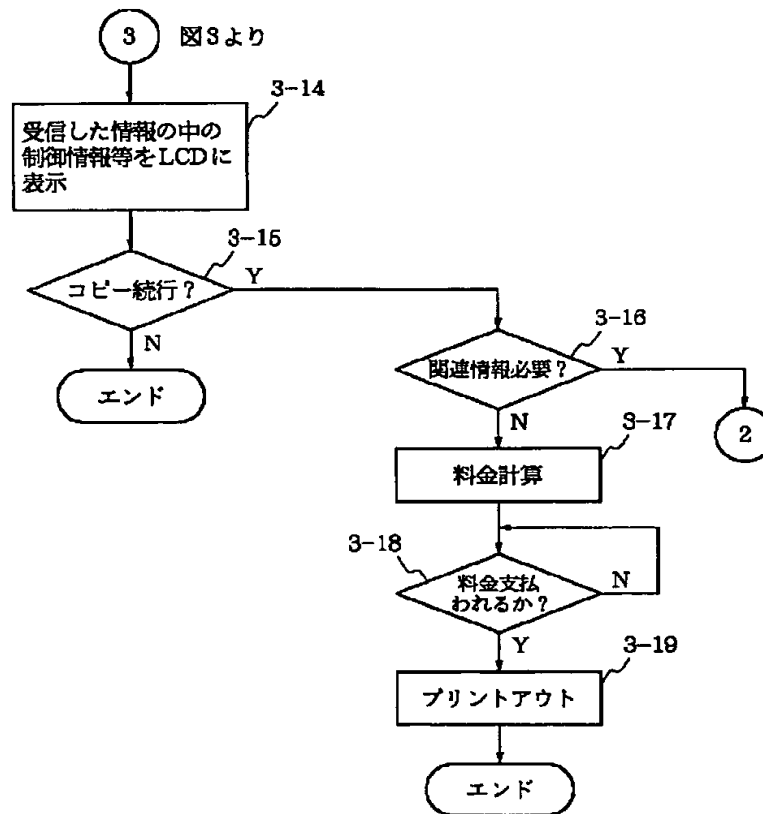 3 図3より
3-14
受信した情報の中の
制御情報等をLCDに
表示
3-15
コピー続行？
Y
N
エンド
3-16
関連情報必要？
Y
2
N
3-17
料金計算
3-18
料金支払
われるか？
N
Y
3-19
プリントアウト
エンド